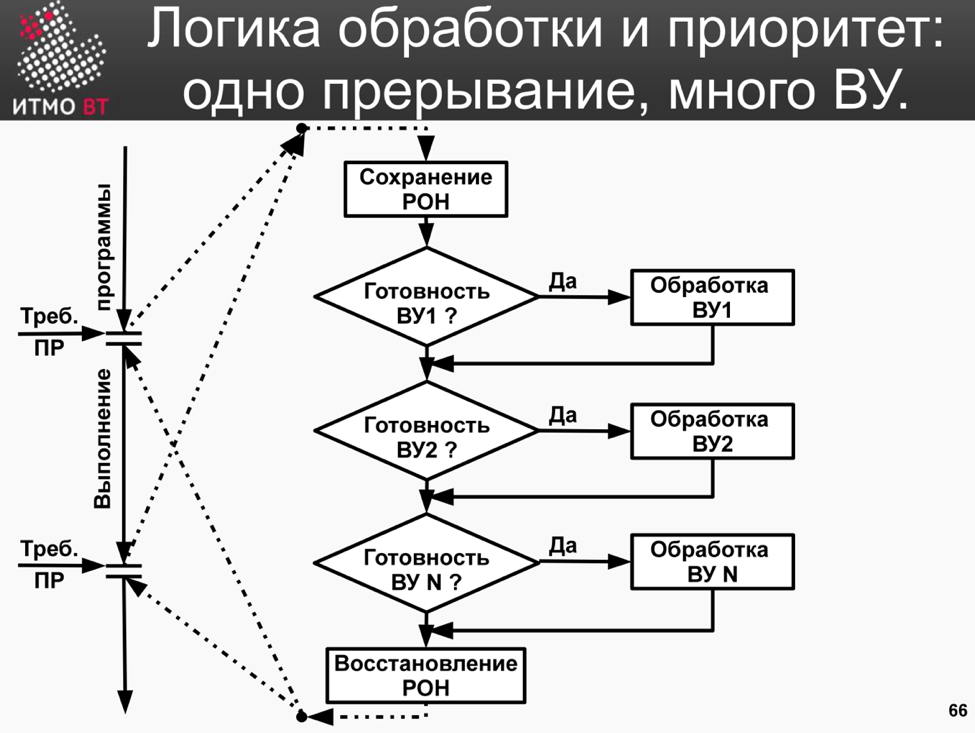 Логика обработки и приоритет:
одно прерывание, много ВУ.
ИТМО ВТ
Сохранение
РОН
программы
Готовность
ВУ1 ?
Да
Обработка
ВУ1
Треб.
ПР
Выполнение
Готовность
ВУ2 ?
Да
Обработка
ВУ2
Треб.
ПР
Готовность
ВУ N ?
Да
Обработка
ВУ N
Восстановление
РОН
66